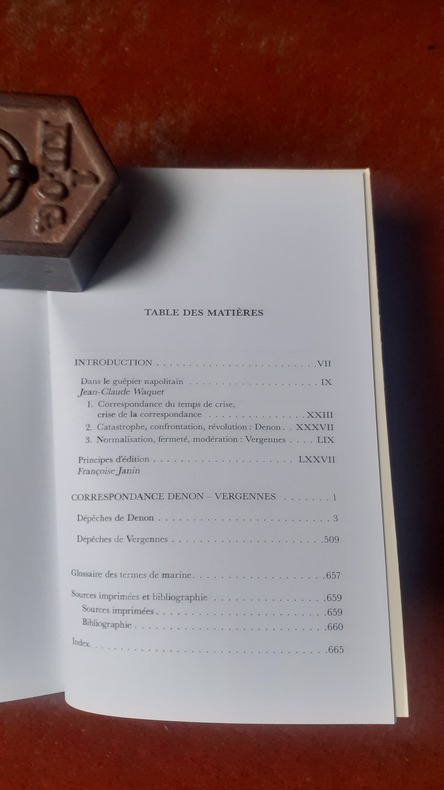 TABLE DES MATIÈRES
INTRODUCTION . . . . . . . . . . . . . . . . . . . . . . . VII
Dans le guêpier napolitain . . . . . . . . . . . . . . . . . . . IX
Jean-Claude Waquet
1. Correspondance du temps de crise,
crise de la correspondance . . . . . . . . . . . . . . XXIII
2. Catastrophe, confrontation, révolution : Denon . . XXXVII
3. Normalisation, fermeté, modération : Vergennes . . . . LIX
Principes d'édition . . . . . . . . . . . . . . . . . . . LXXVII
Françoise Janin
CORRESPONDANCE DENON – VERGENNES . . . . . . . 1
Dépêches de Denon . . . . . . . . . . . . . . . . . . . . . . 3
Dépêches de Vergennes . . . . . . . . . . . . . . . . . . . 509
Glossaire des termes de marine . . . . . . . . . . . . . . . . 657
Sources imprimées et bibliographie . . . . . . . . . . . . . . 659
Sources imprimées . . . . . . . . . . . . . . . . . . . . . 659
Bibliographie . . . . . . . . . . . . . . . . . . . . . . . 660
Index . . . . . . . . . . . . . . . . . . . . . . . . . . . 665